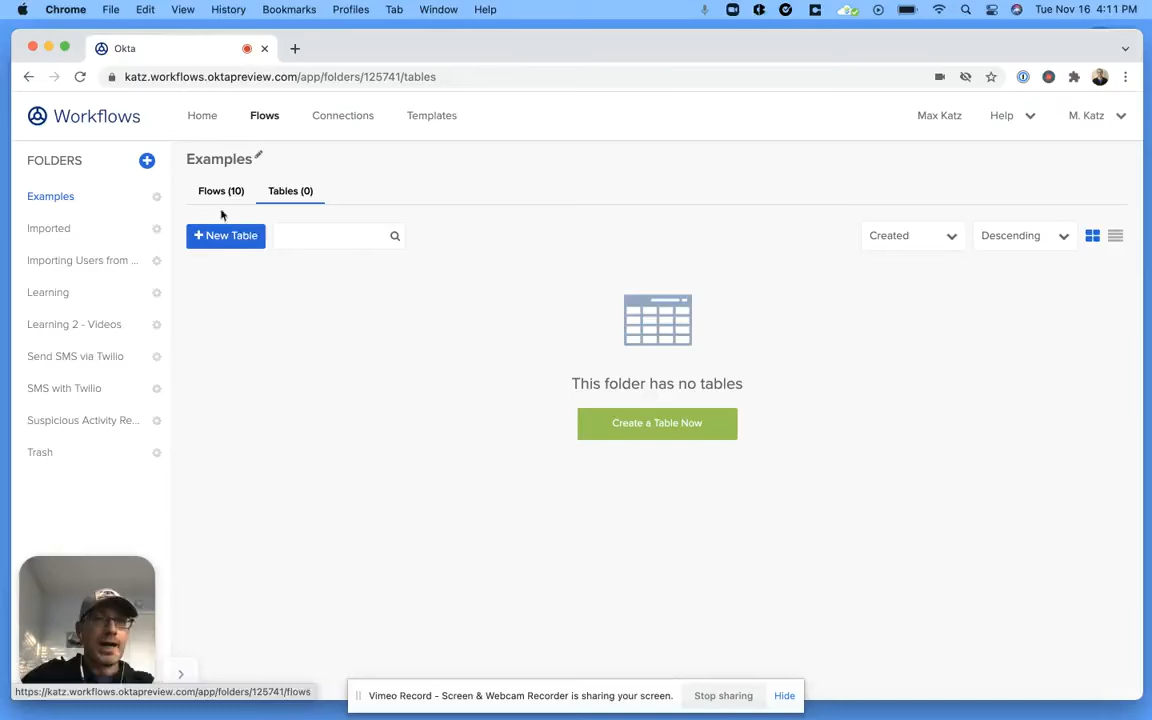 Chrome File Edit View History Bookmarks Profiles Tab Window Help Tue Nov 16 4:11 PM
Okta
katz.workflows.oktapreview.com/app/folders/125741/tables
Workflows Home Flows Connections Templates Max Katz Help M. Katz
FOLDERS
Examples
Imported
Importing Users from ...
Learning
Learning 2 - Videos
Send SMS via Twilio
SMS with Twilio
Suspicious Activity Re...
Trash
Examples
Flows (10) Tables (0)
+ New Table Created Descending
This folder has no tables
Create a Table Now
https://katz.workflows.oktapreview.com/app/folders/125741/flows
Vimeo Record - Screen & Webcam Recorder is sharing your screen. Stop sharing Hide